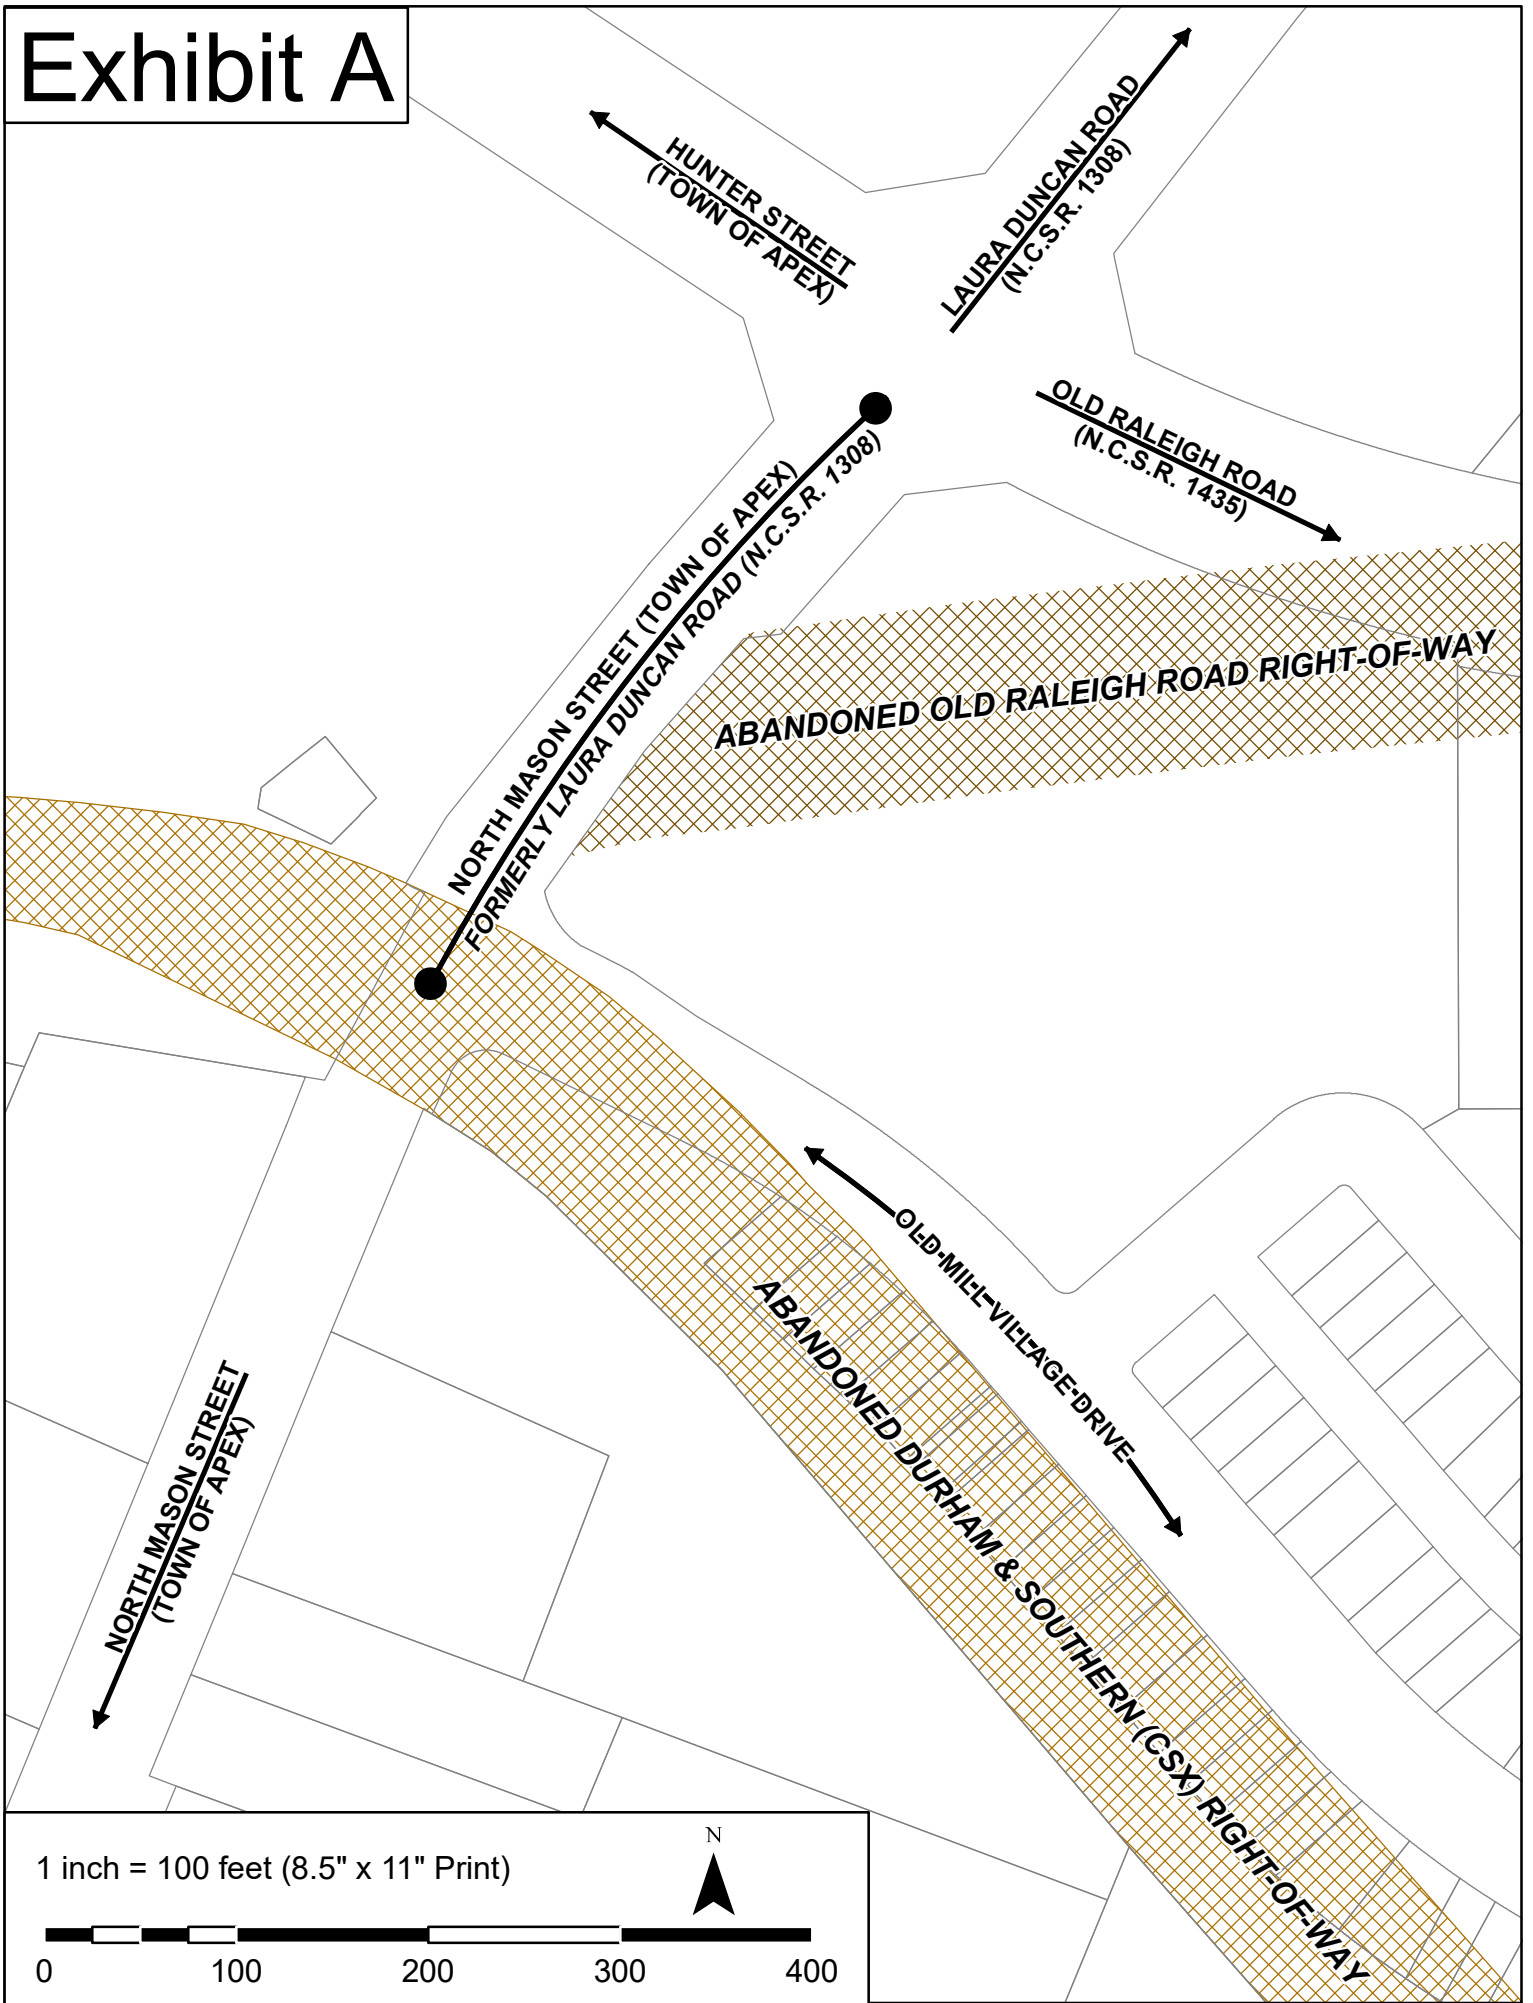 Exhibit A
HUNTER STREET
(TOWN OF APEX)
LAURA DUNCAN ROAD
(N.C.S.R. 1308)
OLD RALEIGH ROAD
(N.C.S.R. 1435)
NORTH MASON STREET (TOWN OF APEX)
FORMERLY LAURA DUNCAN ROAD (N.C.S.R. 1308)
ABANDONED OLD RALEIGH ROAD RIGHT-OF-WAY
OLD MILL VILLAGE DRIVE
ABANDONED DURHAM & SOUTHERN (CSX) RIGHT-OF-WAY
NORTH MASON STREET
(TOWN OF APEX)
1 inch = 100 feet (8.5" x 11" Print)
N
0 100 200 300 400